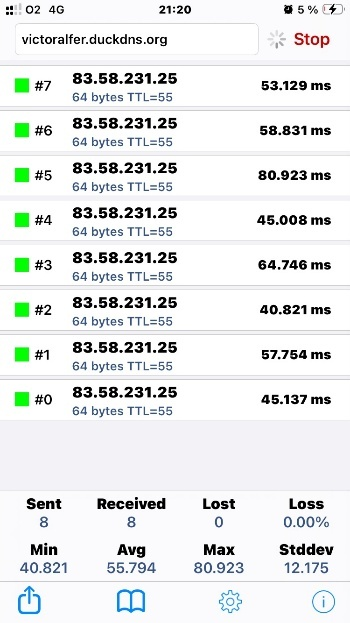 O2 4G 21:20 5 %
victoralfer.duckdns.org Stop
#7 83.58.231.25 53.129 ms
64 bytes TTL=55
#6 83.58.231.25 58.831 ms
64 bytes TTL=55
#5 83.58.231.25 80.923 ms
64 bytes TTL=55
#4 83.58.231.25 45.008 ms
64 bytes TTL=55
#3 83.58.231.25 64.746 ms
64 bytes TTL=55
#2 83.58.231.25 40.821 ms
64 bytes TTL=55
#1 83.58.231.25 57.754 ms
64 bytes TTL=55
#0 83.58.231.25 45.137 ms
64 bytes TTL=55
Sent Received Lost Loss
8 8 0 0.00%
Min Avg Max Stddev
40.821 55.794 80.923 12.175